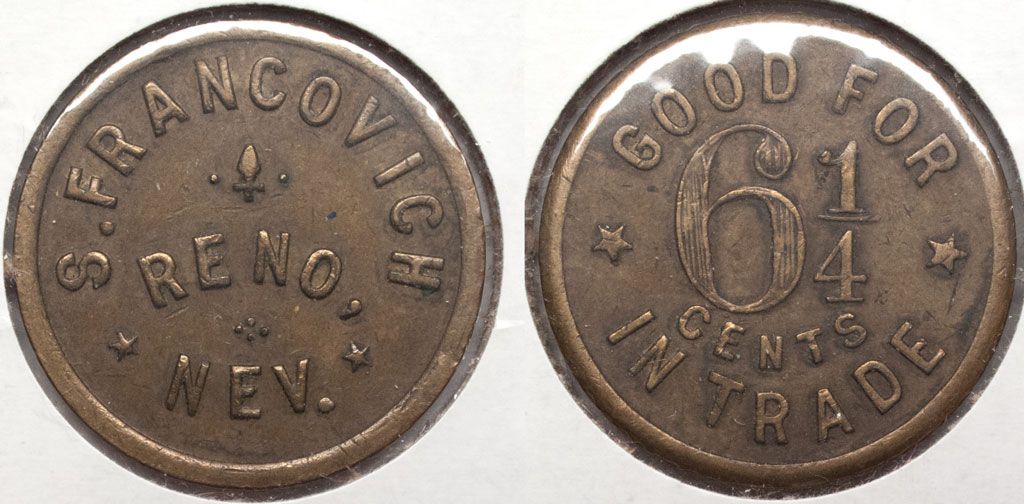 S. FRANCOVICH
RENO,
NEV.
GOOD FOR
6 1/4
CENTS
IN TRADE